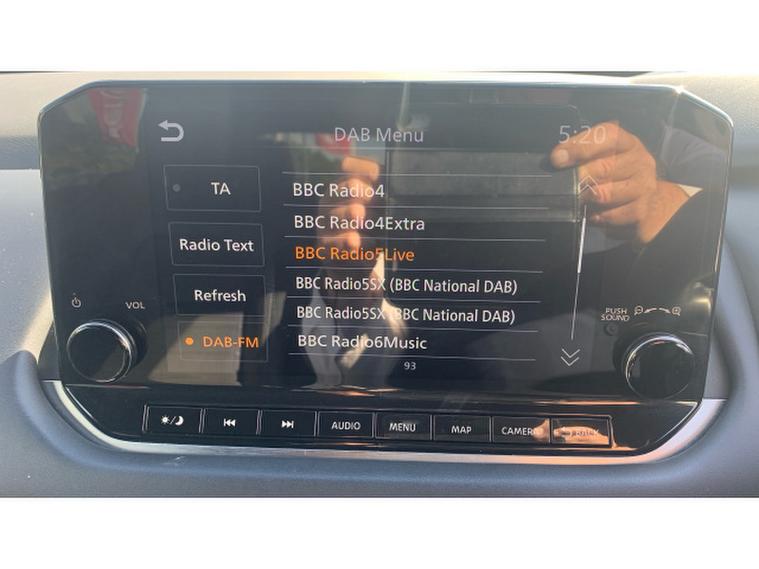 DAB Menu
5:20
TA
BBC Radio4
BBC Radio4Extra
Radio Text
BBC Radio5Live
Refresh
BBC Radio5SX (BBC National DAB)
BBC Radio5SX (BBC National DAB)
DAB-FM
BBC Radio6Music
93
VOL
PUSH
SOUND
AUDIO
MENU
MAP
CAMERA
BACK